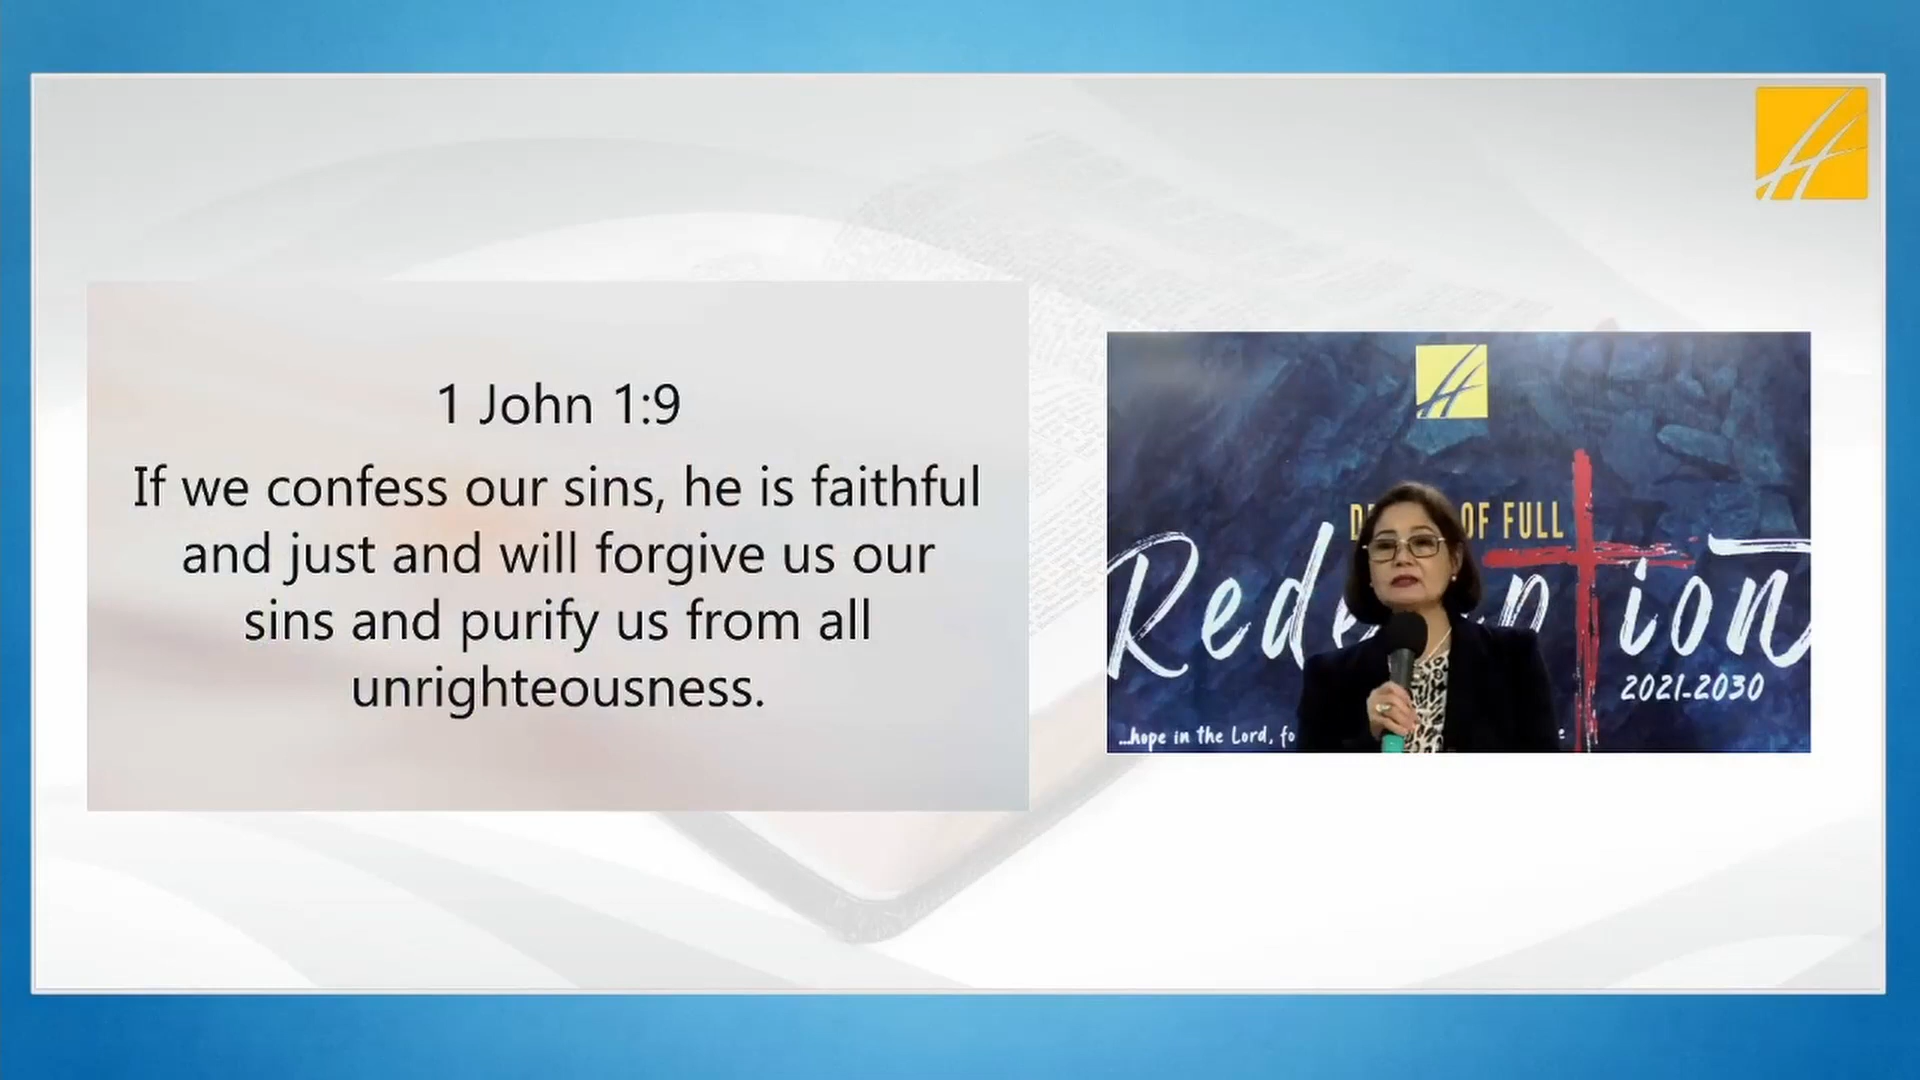 1 John 1:9
If we confess our sins, he is faithful
and just and will forgive us our
sins and purify us from all
unrighteousness.
OF FULL
2021-2030
...hope in the Lord, fo